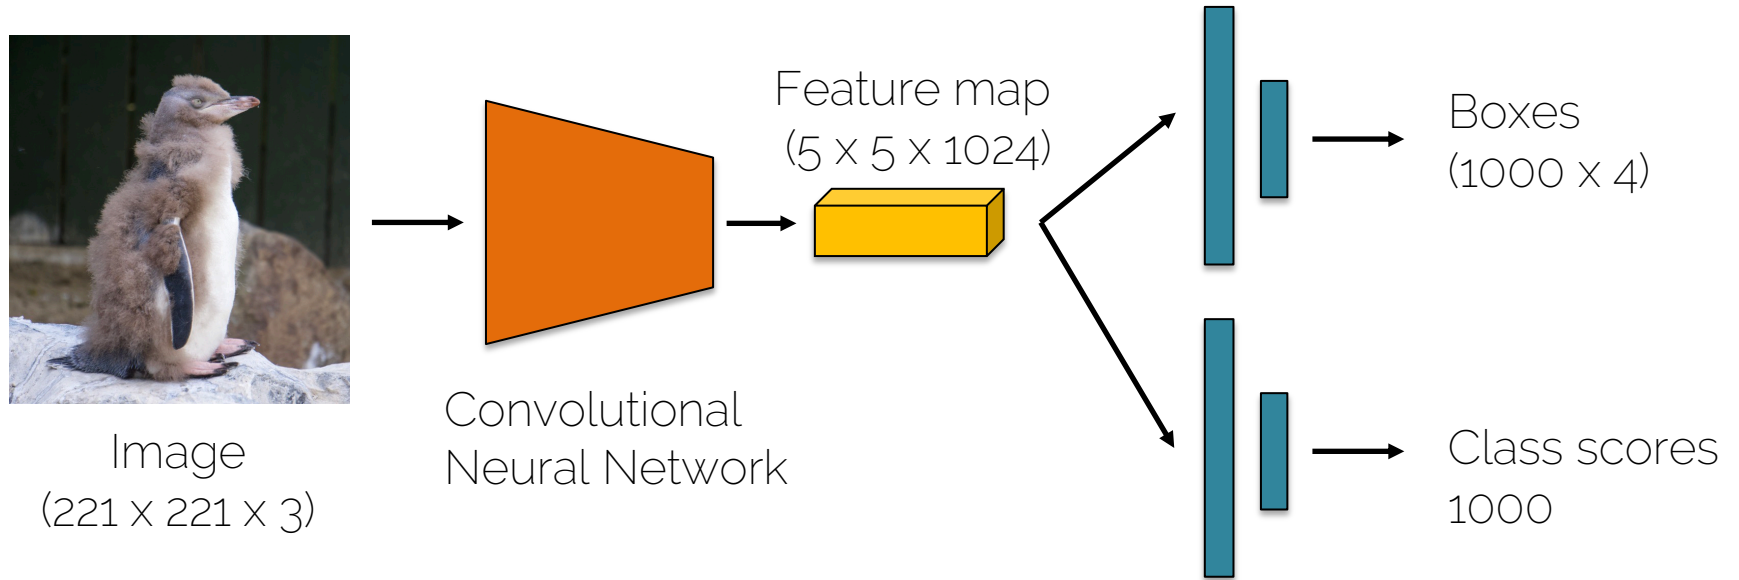 Image
(221 x 221 x 3)
Convolutional
Neural Network
Feature map
(5 x 5 x 1024)
Boxes
(1000 x 4)
Class scores
1000